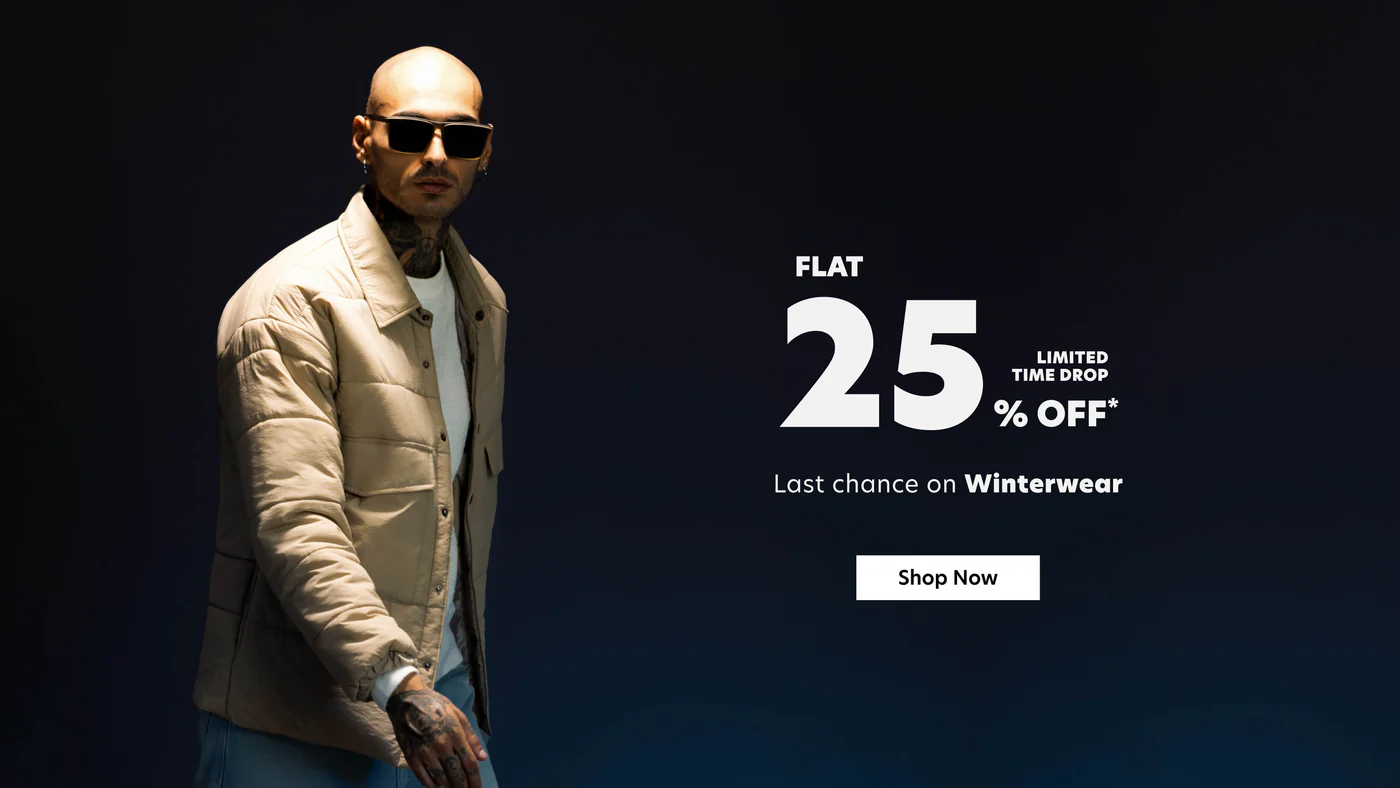 FLAT
25
LIMITED
TIME DROP
% OFF*
Last chance on Winterwear
Shop Now